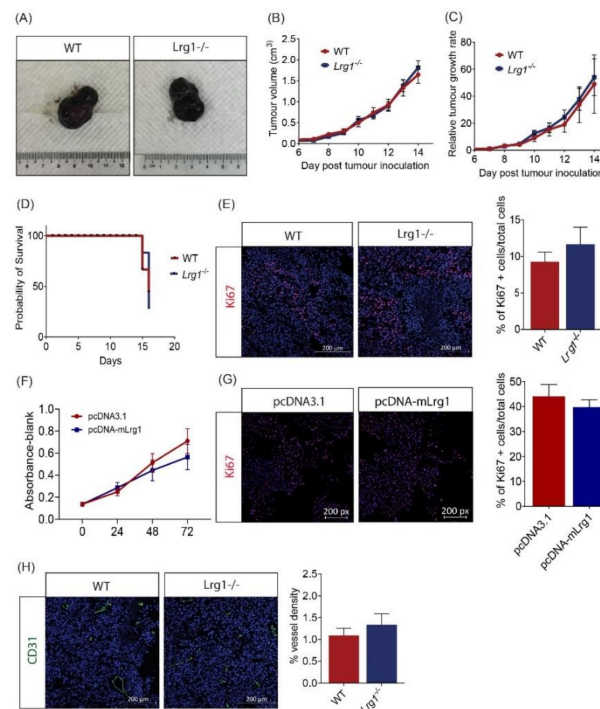 (A)
WT
Lrg1-/-
(B)
Tumour volume (cm3)
WT
Lrg1-/-
2.0
1.5
1.0
0.5
0.0
6 8 10 12 14
Day post tumour inoculation
(C)
Relative tumour growth rate
WT
Lrg1-/-
80
60
40
20
0
6 8 10 12 14
Day post tumour inoculation
(D)
Probability of Survival
100
50
0
0 5 10 15 20
Days
WT
Lrg1-/-
(E)
WT
Lrg1-/-
Ki67
200 µm
200 µm
% of Ki67 + cells/total cells
15
10
5
0
WT
Lrg1-/-
(F)
pcDNA3.1
pcDNA-mLrg1
Absorbance-blank
1.0
0.8
0.6
0.4
0.2
0.0
0 24 48 72
(G)
pcDNA3.1
pcDNA-mLrg1
Ki67
200 px
200 px
% of Ki67 + cells/total cells
50
40
30
20
10
0
pcDNA3.1
pcDNA-mLrg1
(H)
WT
Lrg1-/-
CD31
200 µm
200 µm
% vessel density
2.5
2.0
1.5
1.0
0.5
0.0
WT
Lrg1-/-